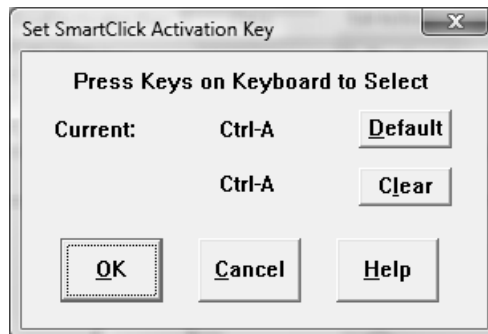 Set SmartClick Activation Key
Press Keys on Keyboard to Select
Current: Ctrl-A Default
Ctrl-A Clear
OK Cancel Help